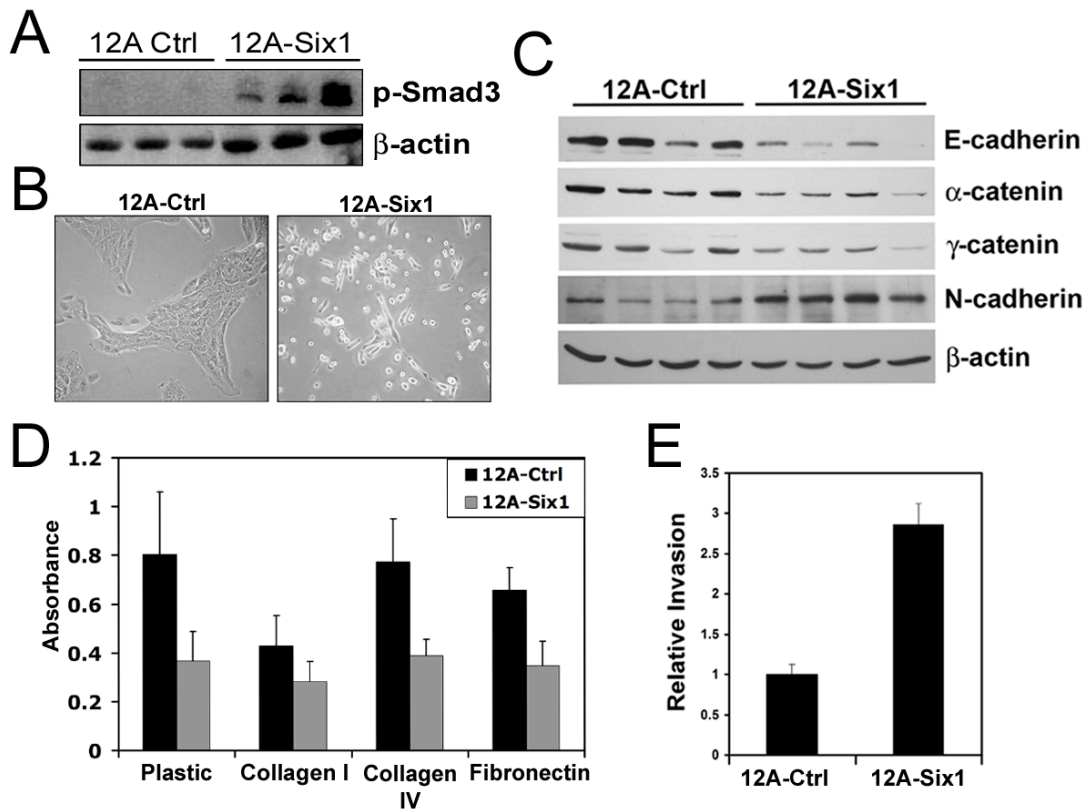 A
12A Ctrl 12A-Six1
p-Smad3
β-actin
B
12A-Ctrl 12A-Six1
C
12A-Ctrl 12A-Six1
E-cadherin
α-catenin
γ-catenin
N-cadherin
β-actin
D
1.2
1
0.8
0.6
0.4
0.2
0
Absorbance
12A-Ctrl
12A-Six1
Plastic Collagen I Collagen Fibronectin
IV
E
3.5
3
2.5
2
1.5
1
0.5
0
Relative Invasion
12A-Ctrl 12A-Six1